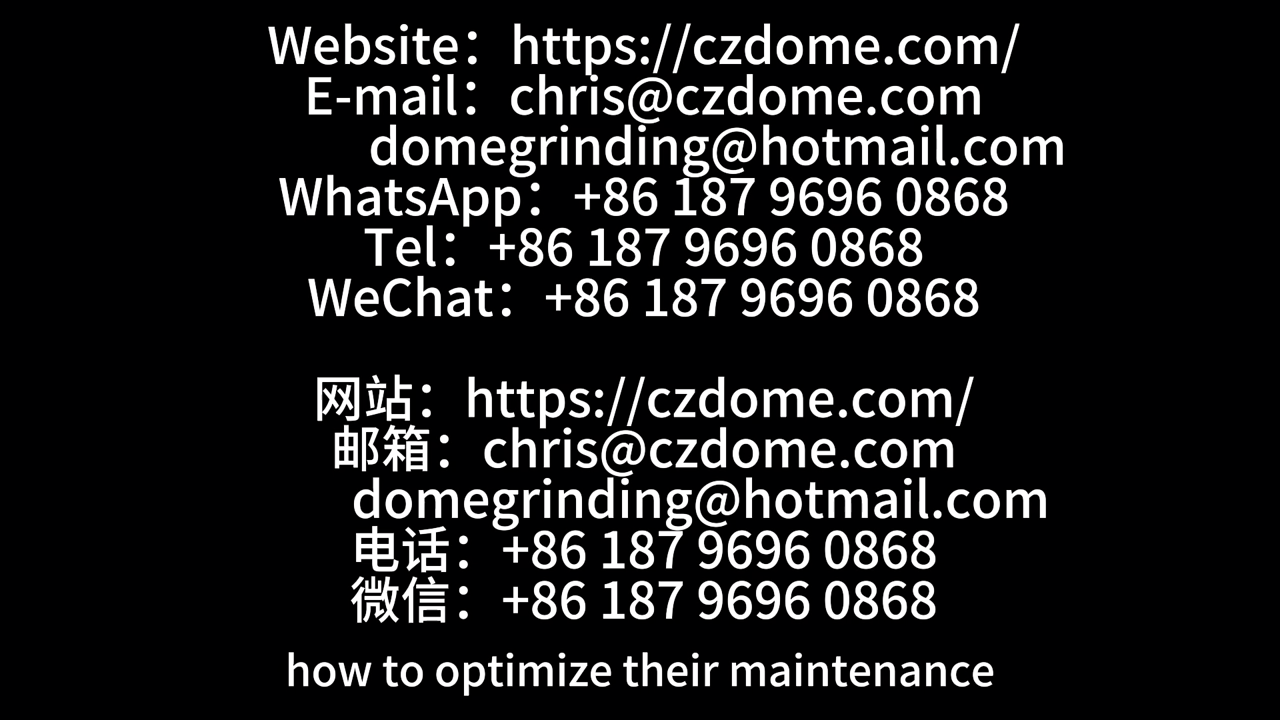 Website：https://czdome.com/
E-mail：chris@czdome.com
domegrinding@hotmail.com
WhatsApp：+86 187 9696 0868
Tel：+86 187 9696 0868
WeChat：+86 187 9696 0868
网站：https://czdome.com/
邮箱：chris@czdome.com
domegrinding@hotmail.com
电话：+86 187 9696 0868
微信：+86 187 9696 0868
how to optimize their maintenance